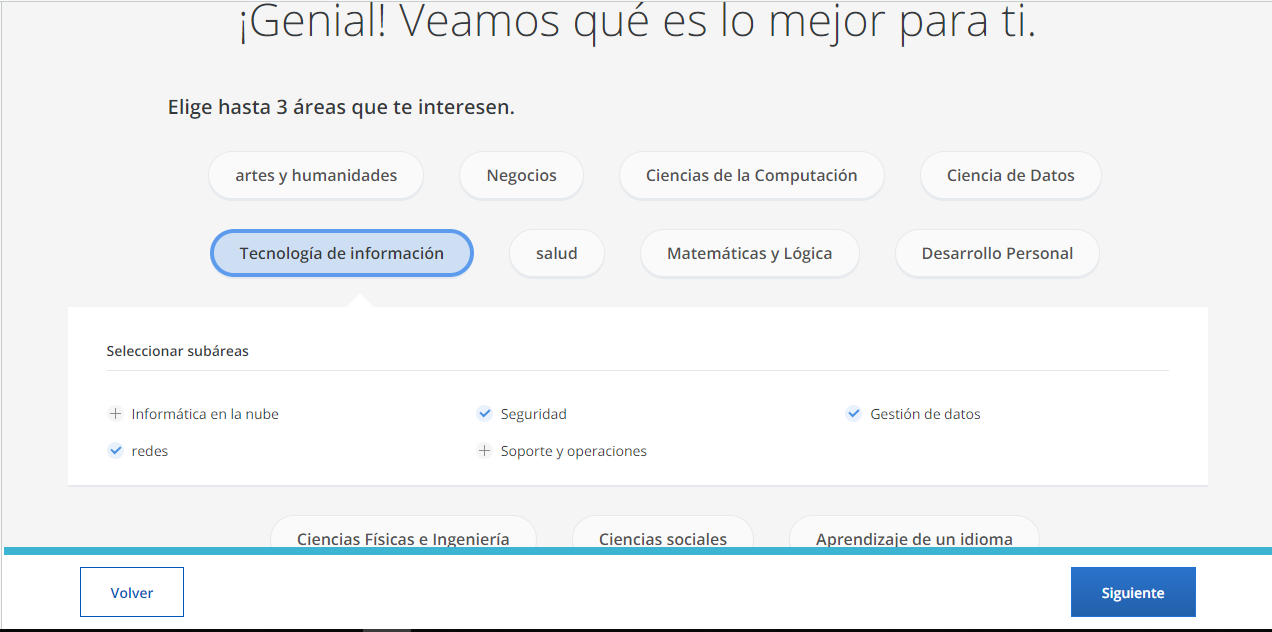 ¡Genial! Veamos qué es lo mejor para ti.
Elige hasta 3 áreas que te interesen.
artes y humanidades
Negocios
Ciencias de la Computación
Ciencia de Datos
Tecnología de información
salud
Matemáticas y Lógica
Desarrollo Personal
Seleccionar subáreas
Informática en la nube
Seguridad
Gestión de datos
redes
Soporte y operaciones
Ciencias Físicas e Ingeniería
Ciencias sociales
Aprendizaje de un idioma
Volver
Siguiente